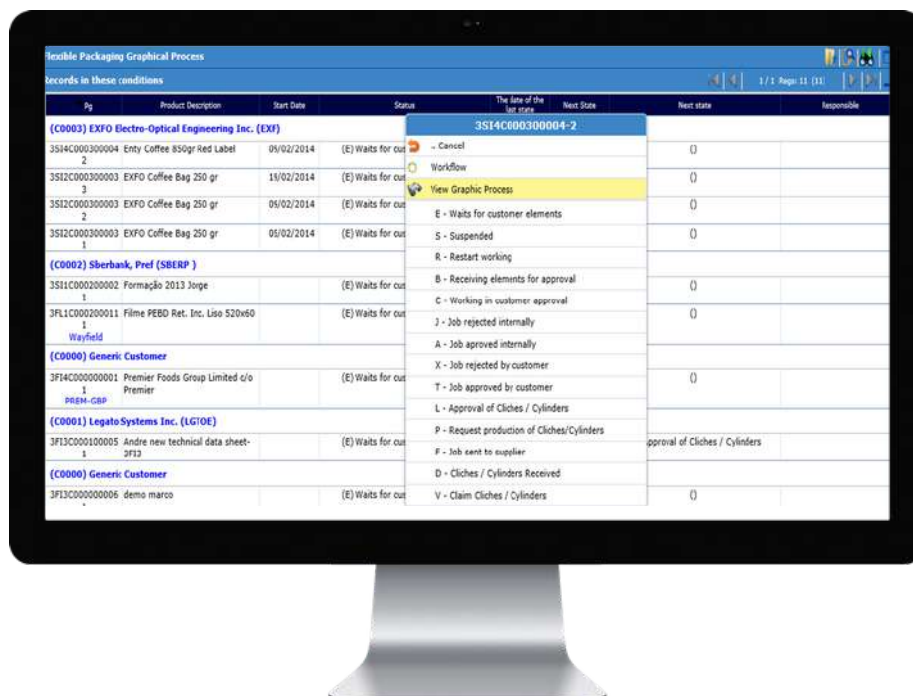 Flexible Packaging Graphical Process
Records in these conditions
1/1 Regs: 11 (11)
Pg Product Description Start Date Status The date of the last state Next State Next state Responsible
(C0003) EXFO Electro-Optical Engineering Inc. (EXF)
3SI4C000300004 Enty Coffee 850gr Red Label 09/02/2014 (E) Waits for cus ()
2
3SI2C000300003 EXFO Coffee Bag 250 gr 19/02/2014 (E) Waits for cus ()
3
3SI2C000300003 EXFO Coffee Bag 250 gr 09/02/2014 (E) Waits for cus ()
2
3SI2C000300003 EXFO Coffee Bag 250 gr 05/02/2014 (E) Waits for cus ()
1
(C0002) Sberbank, Pref (SBERP )
3SI1C000200002 Formação 2013 Jorge (E) Waits for cus ()
1
3FL1C000200011 Filme PEBD Ret. Inc. Liso 520x60 (E) Waits for cus ()
1
Wayfield
(C0000) Generic Customer
3FI4C000000001 Premier Foods Group Limited c/o (E) Waits for cus ()
1 Premier
PREM-GBP
(C0001) Legato Systems Inc. (LGTOE)
3FI3C000100005 Andre new technical data sheet- (E) Waits for cus pproval of Cliches / Cylinders
1 3FI3
(C0000) Generic Customer
3FI3C000000006 demo marco (E) Waits for cus ()
3SI4C000300004-2
.. Cancel
Workflow
View Graphic Process
E - Waits for customer elements
S - Suspended
R - Restart working
B - Receiving elements for approval
C - Working in customer approval
J - Job rejected internally
A - Job aproved internally
X - Job rejected by customer
T - Job approved by customer
L - Approval of Cliches / Cylinders
P - Request production of Cliches/Cylinders
F - Job sent to supplier
D - Cliches / Cylinders Received
V - Claim Cliches / Cylinders